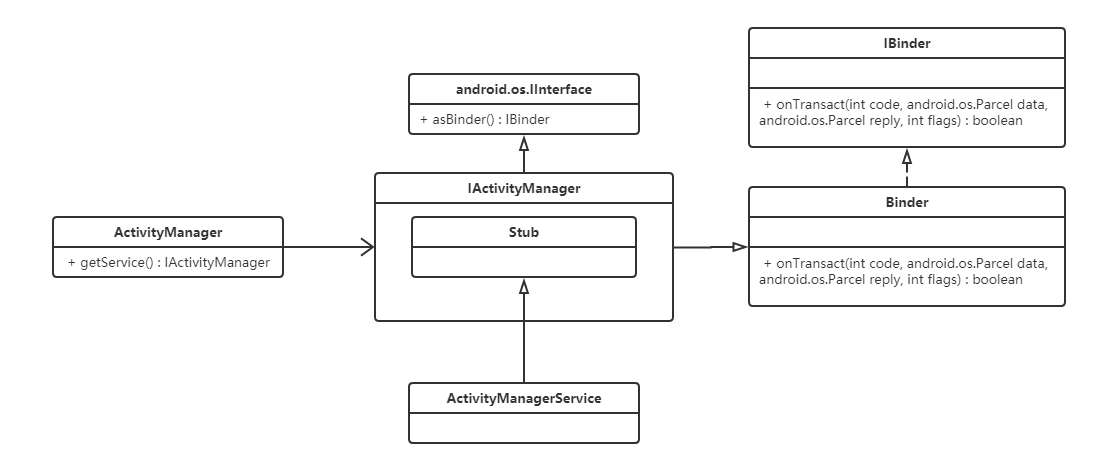 IBinder
+ onTransact(int code, android.os.Parcel data,
android.os.Parcel reply, int flags) : boolean
android.os.IInterface
+ asBinder() : IBinder
IActivityManager
Stub
ActivityManager
+ getService() : IActivityManager
Binder
+ onTransact(int code, android.os.Parcel data,
android.os.Parcel reply, int flags) : boolean
ActivityManagerService